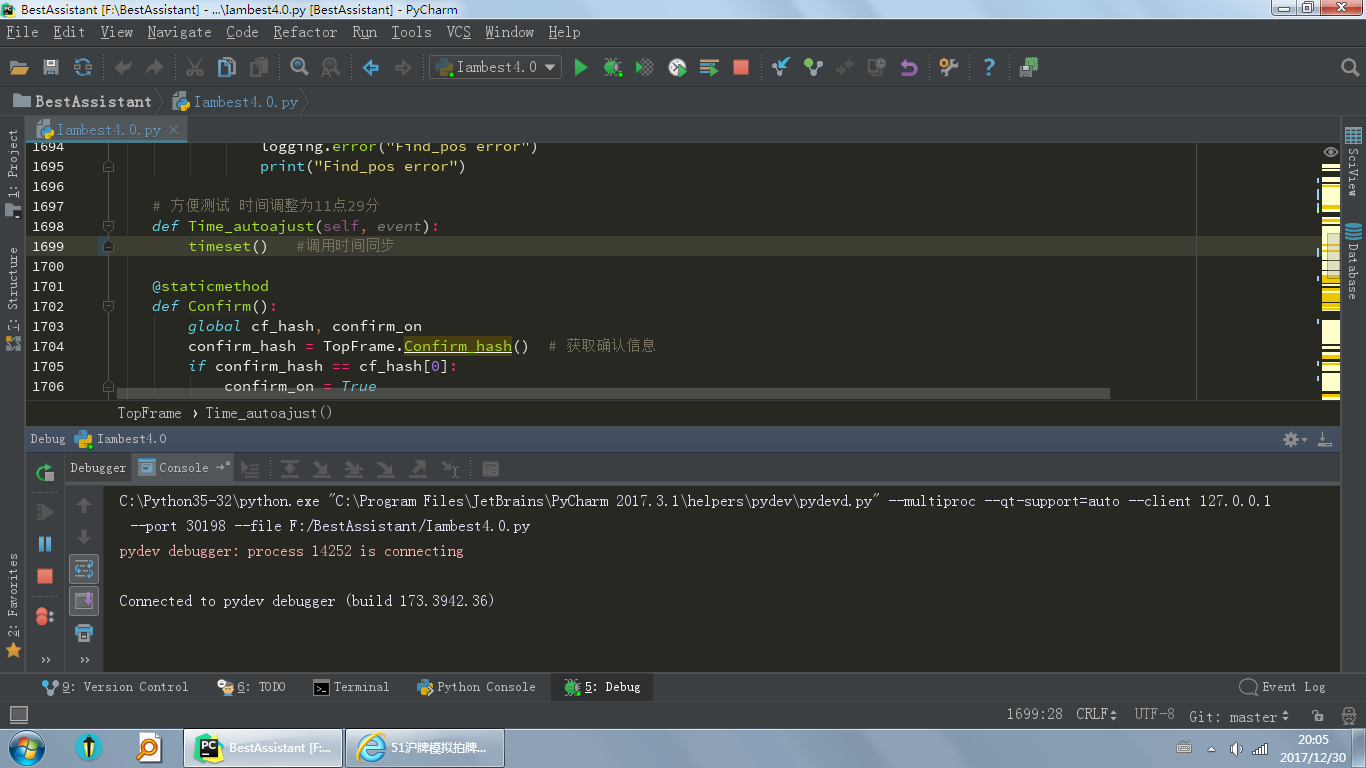 BestAssistant [F:\BestAssistant] - ...\Iambest4.0.py [BestAssistant] - PyCharm
File Edit View Navigate Code Refactor Run Tools VCS Window Help
Iambest4.0
BestAssistant Iambest4.0.py
Iambest4.0.py
1694 logging.error("Find_pos error")
1695 print("Find_pos error")
1696
1697 # 方便测试 时间调整为11点29分
1698 def Time_autoajust(self, event):
1699 timeset() #调用时间同步
1700
1701 @staticmethod
1702 def Confirm():
1703 global cf_hash, confirm_on
1704 confirm_hash = TopFrame.Confirm_hash() # 获取确认信息
1705 if confirm_hash == cf_hash[0]:
1706 confirm_on = True
TopFrame › Time_autoajust()
1: Project
7: Structure
2: Favorites
SciView
Database
Debug Iambest4.0
Debugger Console
C:\Python35-32\python.exe "C:\Program Files\JetBrains\PyCharm 2017.3.1\helpers\pydev\pydevd.py" --multiproc --qt-support=auto --client 127.0.0.1
--port 30198 --file F:/BestAssistant/Iambest4.0.py
pydev debugger: process 14252 is connecting
Connected to pydev debugger (build 173.3942.36)
9: Version Control 6: TODO Terminal Python Console 5: Debug Event Log
1699:28 CRLF UTF-8 Git: master
BestAssistant [F:... 51沪牌模拟拍牌... 20:05
2017/12/30